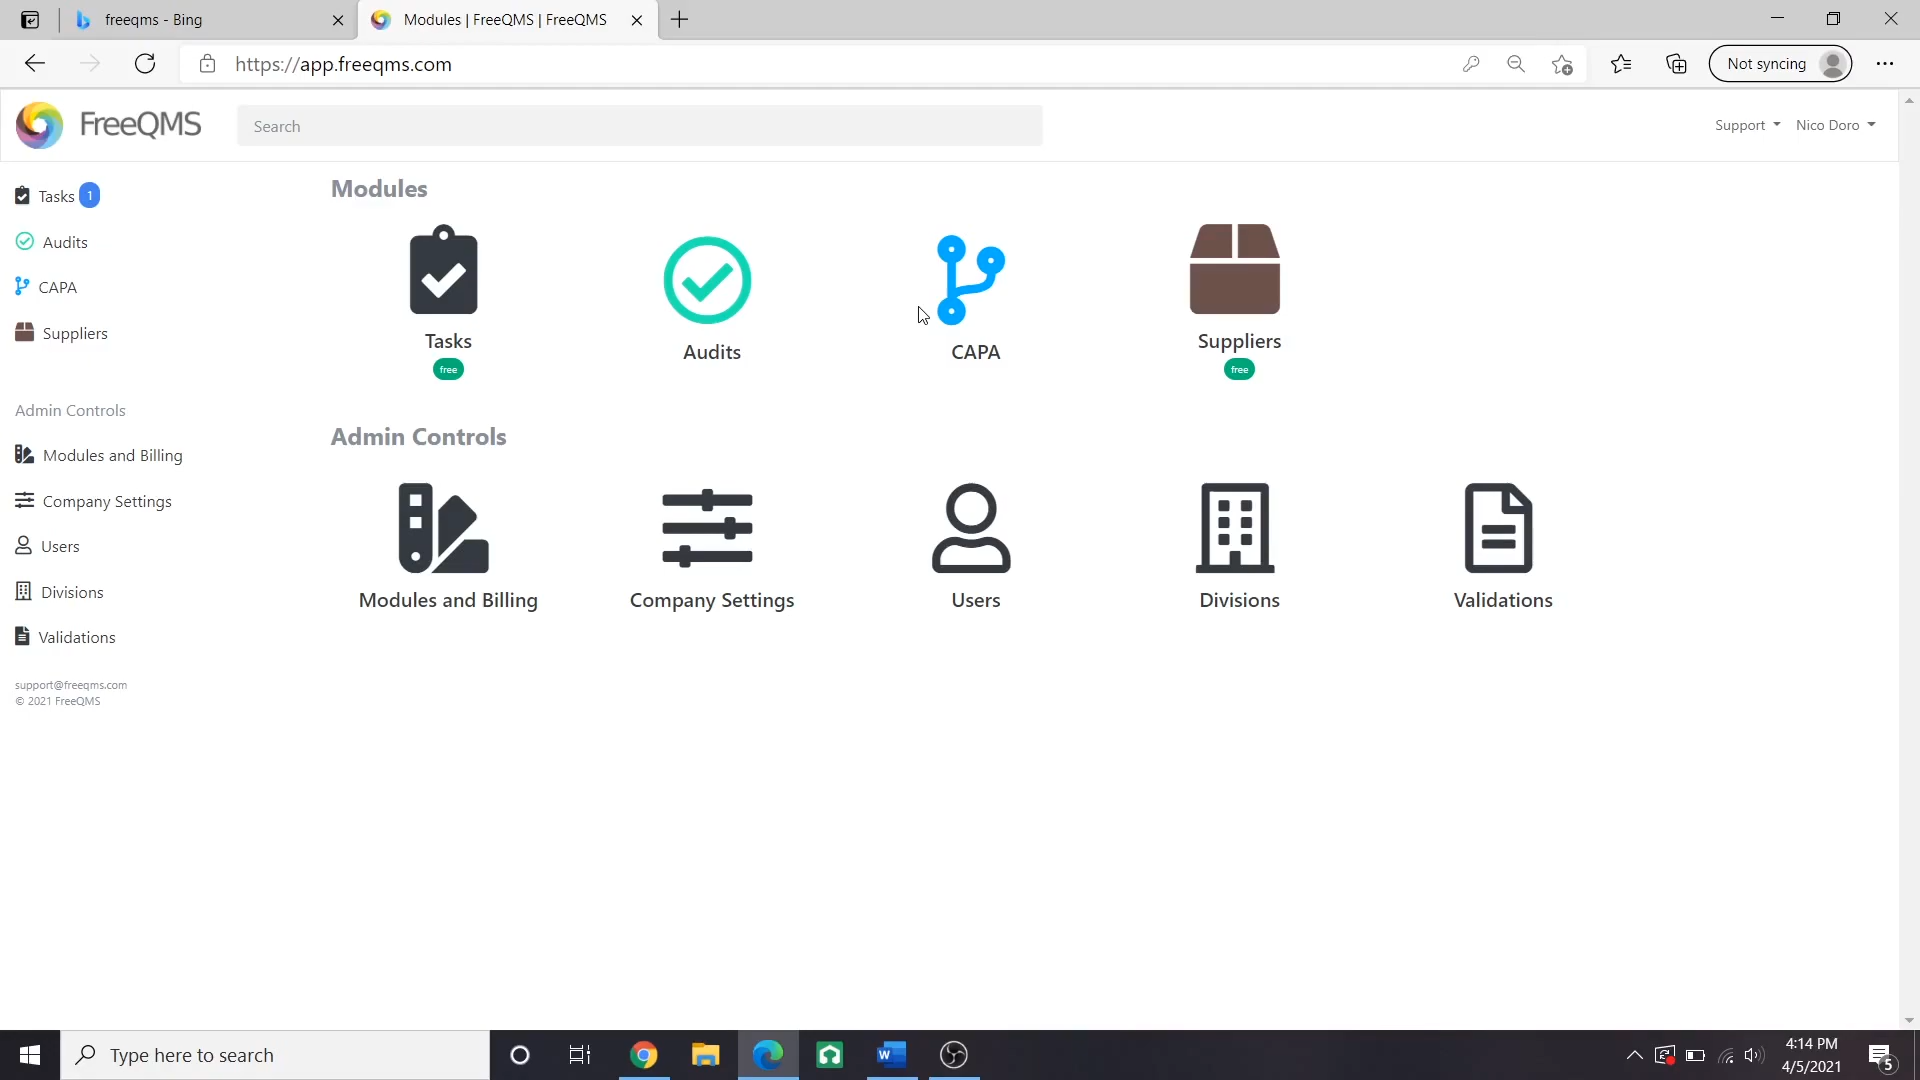 freeqms - Bing
Modules | FreeQMS | FreeQMS
https://app.freeqms.com
Not syncing
FreeQMS
Search
Support
Nico Doro
Tasks 1
Audits
CAPA
Suppliers
Admin Controls
Modules and Billing
Company Settings
Users
Divisions
Validations
support@freeqms.com
© 2021 FreeQMS
Modules
Tasks
free
Audits
CAPA
Suppliers
free
Admin Controls
Modules and Billing
Company Settings
Users
Divisions
Validations
Type here to search
W
4:14 PM
4/5/2021
5